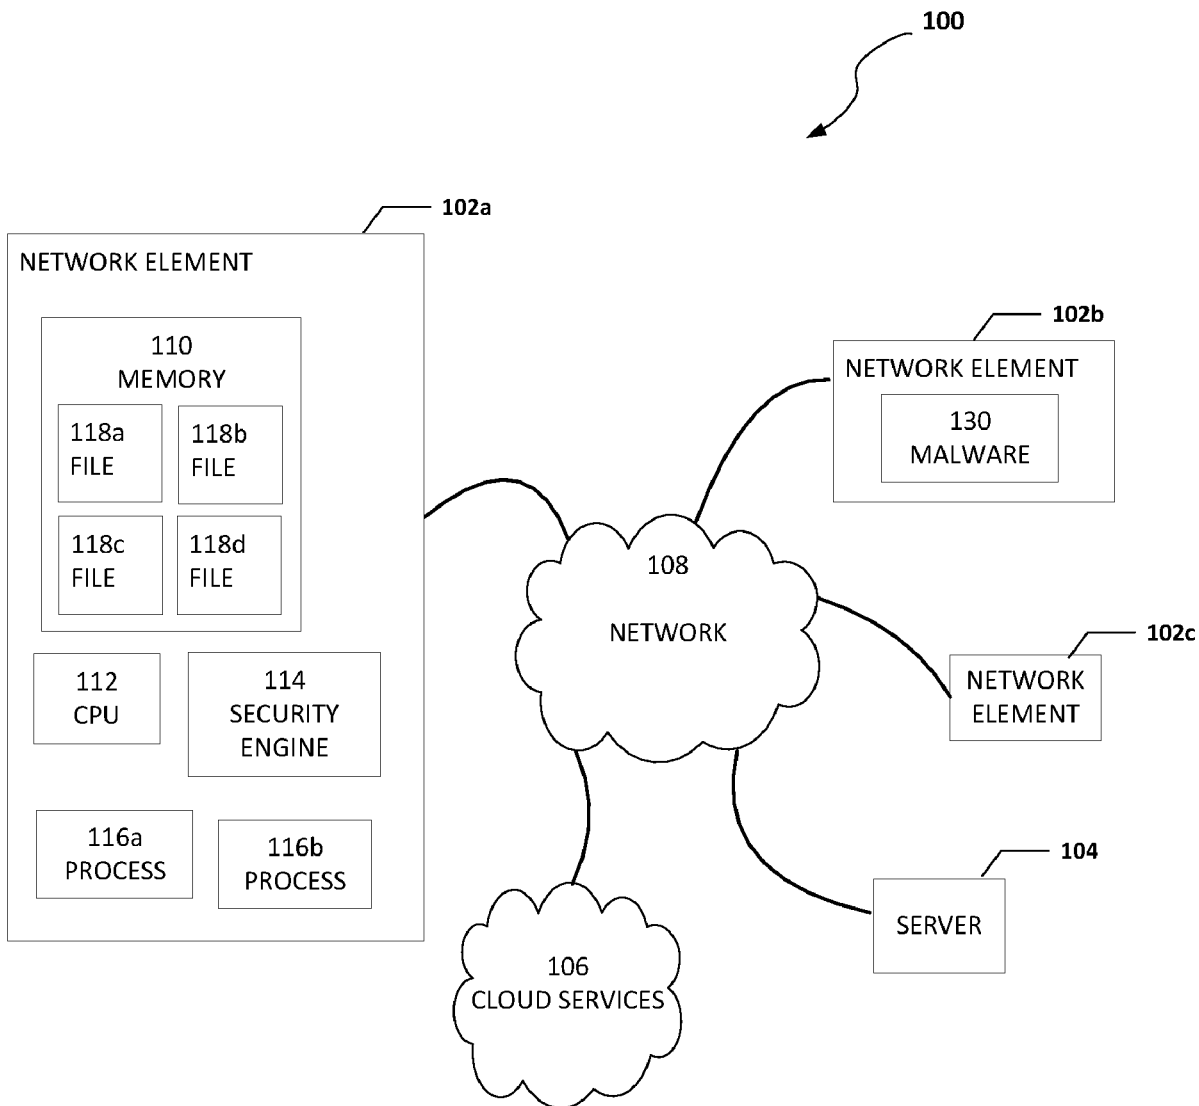 100
102a
NETWORK ELEMENT
110
MEMORY
118a
FILE
118b
FILE
118c
FILE
118d
FILE
112
CPU
114
SECURITY
ENGINE
116a
PROCESS
116b
PROCESS
102b
NETWORK ELEMENT
130
MALWARE
108
NETWORK
102c
NETWORK
ELEMENT
104
SERVER
106
CLOUD SERVICES